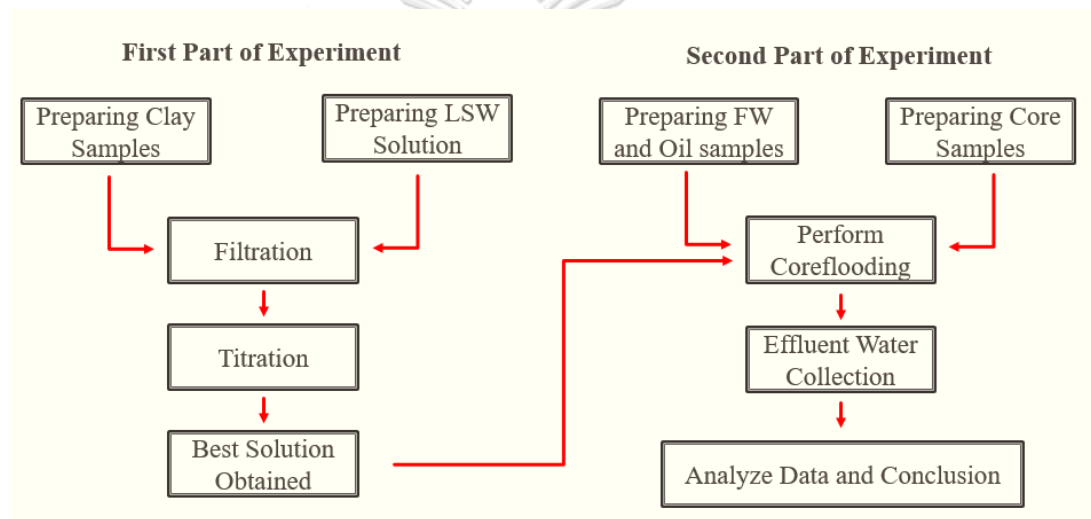 First Part of Experiment
Preparing Clay
Samples
Preparing LSW
Solution
Filtration
Titration
Best Solution
Obtained
Second Part of Experiment
Preparing FW
and Oil samples
Preparing Core
Samples
Perform
Coreflooding
Effluent Water
Collection
Analyze Data and Conclusion